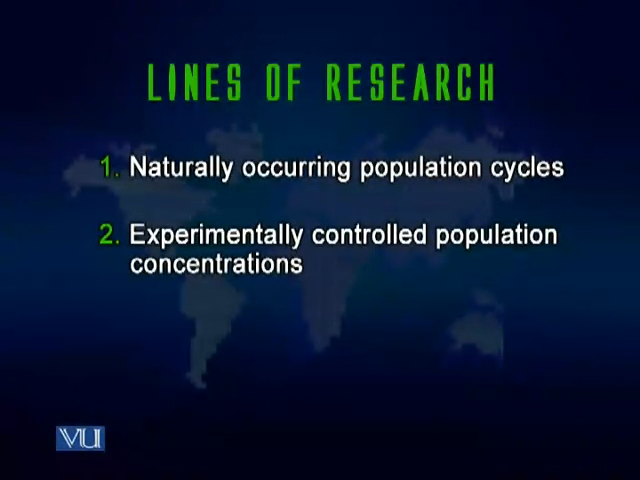 LINES OF RESEARCH
1. Naturally occurring population cycles
2. Experimentally controlled population
concentrations
VU